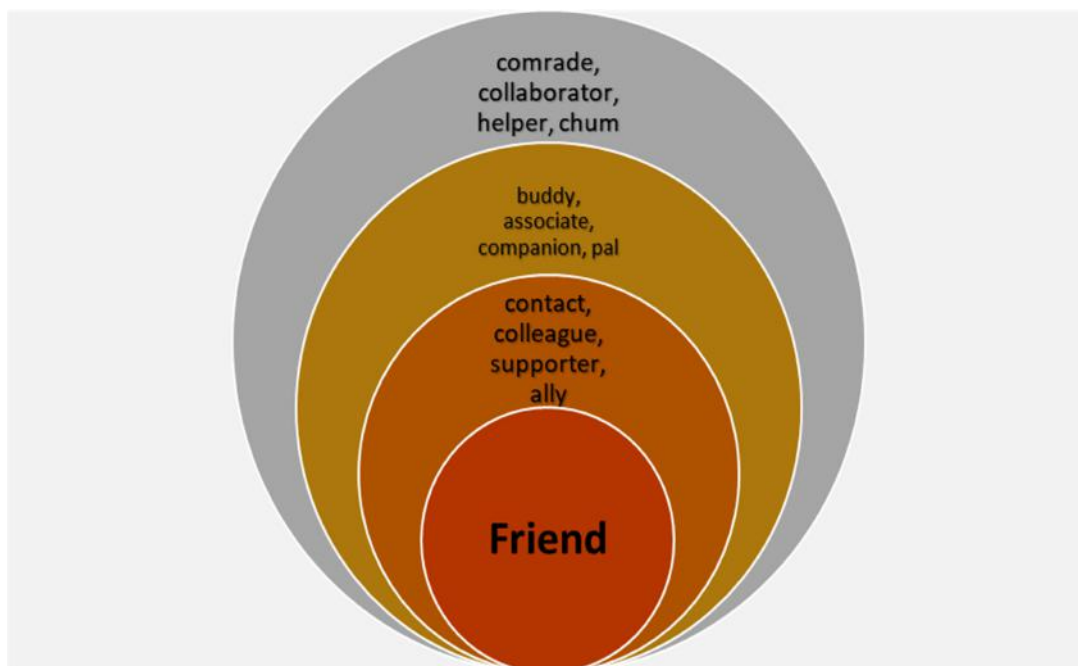 comrade,
collaborator,
helper, chum
buddy,
associate,
companion, pal
contact,
colleague,
supporter,
ally
Friend